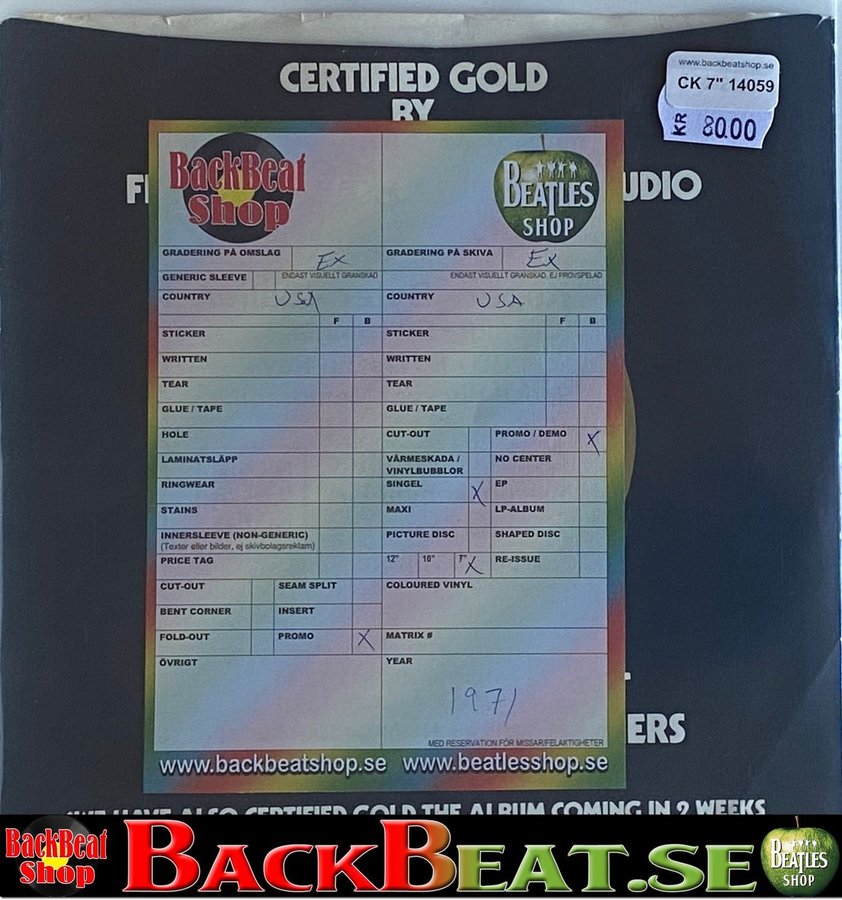 CERTIFIED GOLD
BY
www.backbeatshop.se
CK 7" 14059
KR 80.00
UDIO
BackBeat
Shop
BEATLES
SHOP
GRADERING PÅ OMSLAG Ex
GRADERING PÅ SKIVA Ex
GENERIC SLEEVE
ENDAST VISUELLT GRANSKAD
ENDAST VISUELLT GRANSKAD, EJ PROVSPELAD
COUNTRY USA
COUNTRY USA
F B
F B
STICKER
STICKER
WRITTEN
WRITTEN
TEAR
TEAR
GLUE / TAPE
GLUE / TAPE
HOLE
CUT-OUT
PROMO / DEMO X
LAMINATSLÄPP
VÄRMESKADA /
VINYLBUBBLOR
NO CENTER
RINGWEAR
SINGEL X
EP
STAINS
MAXI
LP-ALBUM
INNERSLEEVE (NON-GENERIC)
(Texter eller bilder, ej skivbolagsreklam)
PICTURE DISC
SHAPED DISC
PRICE TAG
12" 10" 7" X
RE-ISSUE
CUT-OUT
SEAM SPLIT
COLOURED VINYL
BENT CORNER
INSERT
FOLD-OUT
PROMO X
MATRIX #
ÖVRIGT
YEAR
1971
MED RESERVATION FÖR MISSAR/FELAKTIGHETER
www.backbeatshop.se www.beatlesshop.se
ERS
WE HAVE ALSO CERTIFIED GOLD THE ALBUM COMING IN 2 WEEKS
BackBeat
Shop
BACKBEAT.SE
BEATLES
SHOP